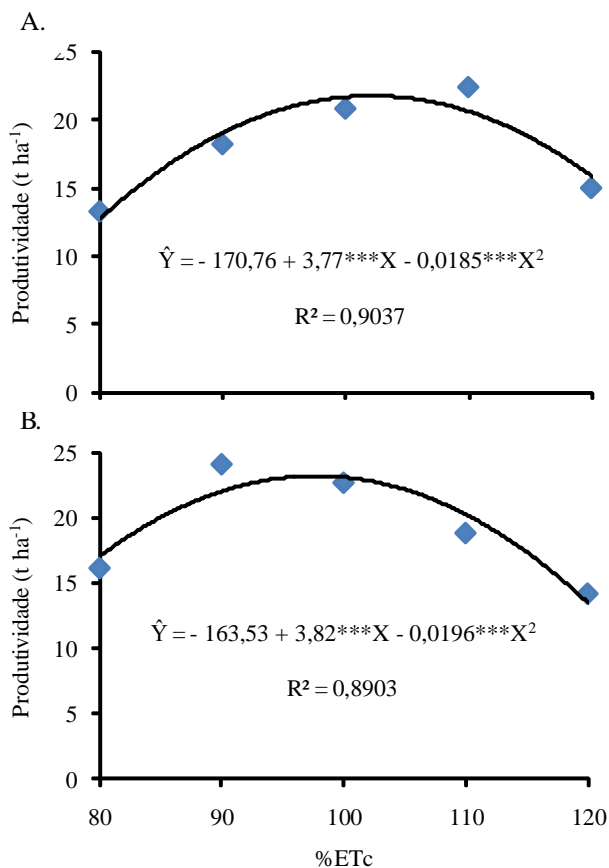 A.
25
20
15
10
5
0
Produtividade (t ha⁻¹)
Ŷ = - 170,76 + 3,77***X - 0,0185***X²
R² = 0,9037
B.
25
20
15
10
5
0
Produtividade (t ha⁻¹)
Ŷ = - 163,53 + 3,82***X - 0,0196***X²
R² = 0,8903
80 90 100 110 120
%ETc